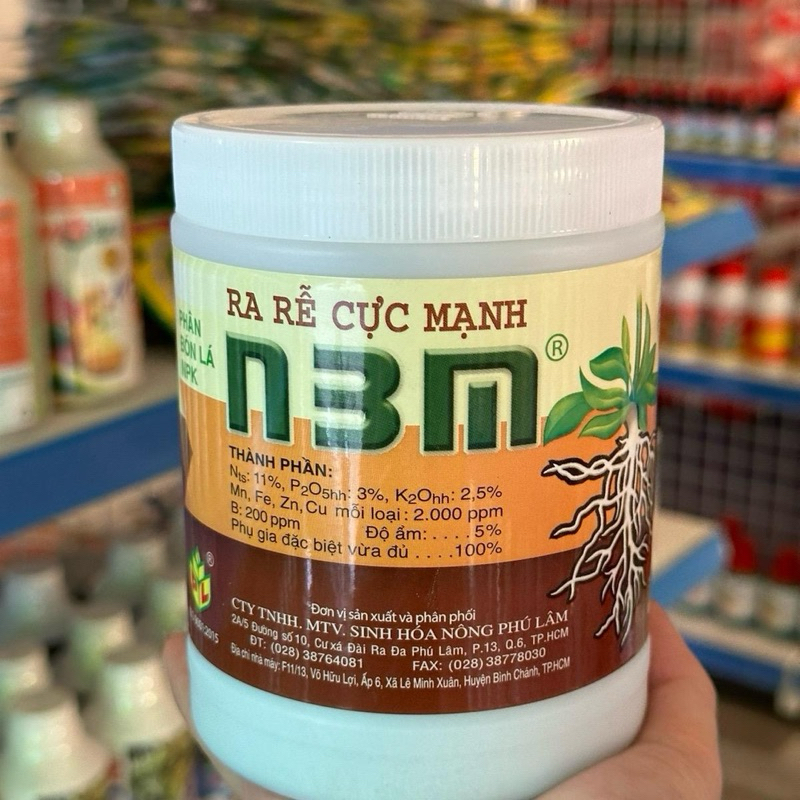 RA RỄ CỰC MẠNH
PHÂN
BÓN LÁ
NPK
N3M®
THÀNH PHẦN:
Nts: 11%, P2O5hh: 3%, K2Ohh: 2,5%
Mn, Fe, Zn, Cu mỗi loại: 2.000 ppm
B: 200 ppm Độ ẩm: .... 5%
Phụ gia đặc biệt vừa đủ ....100%
Đơn vị sản xuất và phân phối
CTY TNHH. MTV. SINH HÓA NÔNG PHÚ LÂM
2A/5 Đường số 10, Cư xá Đài Ra Đa Phú Lâm, P.13, Q.6, TP.HCM
ĐT: (028) 38764081 FAX: (028) 38778030
Địa chỉ nhà máy: F11/13, Võ Hữu Lợi, Ấp 6, Xã Lê Minh Xuân, Huyện Bình Chánh, TP.HCM